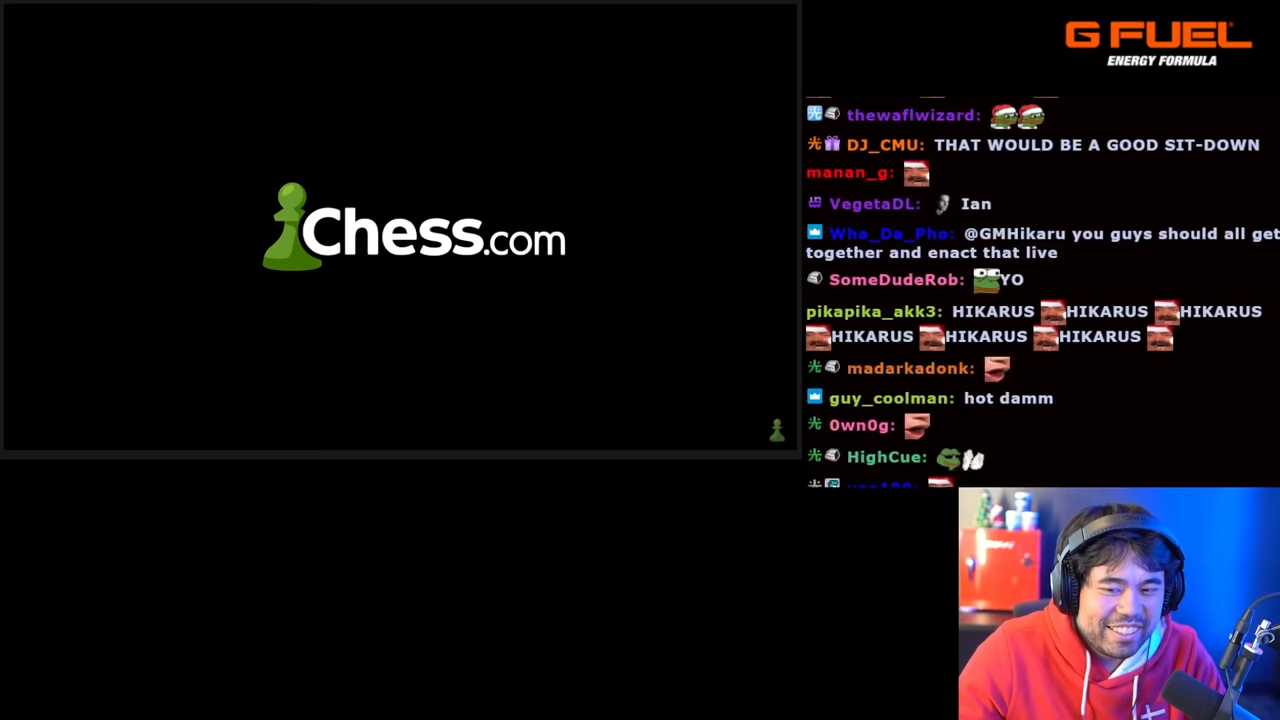 G FUEL
ENERGY FORMULA
Chess.com
thewaflwizard:
DJ_CMU: THAT WOULD BE A GOOD SIT-DOWN
manan_g:
VegetaDL: Ian
Wha_Da_Pho: @GMHikaru you guys should all get
together and enact that live
SomeDudeRob: YO
pikapika_akk3: HIKARUS HIKARUS HIKARUS
HIKARUS HIKARUS HIKARUS
madarkadonk:
guy_coolman: hot damm
0wn0g:
HighCue: